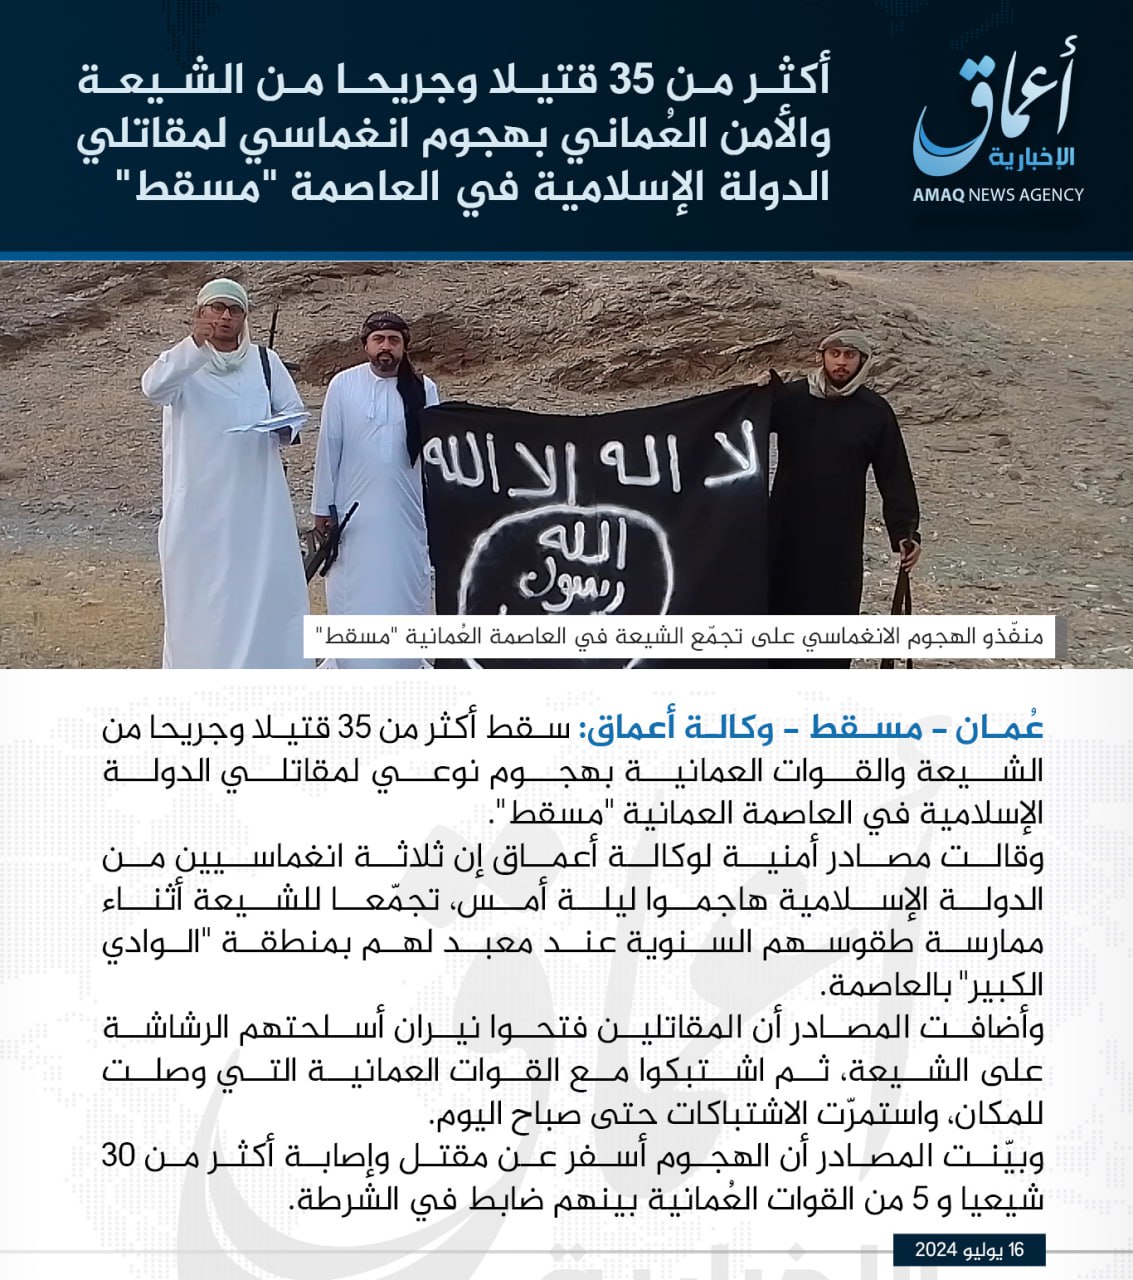 أعماق
الإخبارية
AMAQ NEWS AGENCY
أكثر من 35 قتيلا وجريحا من الشيعة
والأمن العُماني بهجوم انغماسي لمقاتلي
الدولة الإسلامية في العاصمة "مسقط"
لا اله إلا الله
الله
رسول
منفّذو الهجوم الانغماسي على تجمّع الشيعة في العاصمة العُمانية "مسقط"
عُمان - مسقط - وكالة أعماق: سقط أكثر من 35 قتيلا وجريحا من
الشيعة والقوات العمانية بهجوم نوعي لمقاتلي الدولة
الإسلامية في العاصمة العمانية "مسقط".
وقالت مصادر أمنية لوكالة أعماق إن ثلاثة انغماسيين من
الدولة الإسلامية هاجموا ليلة أمس، تجمّعا للشيعة أثناء
ممارسة طقوسهم السنوية عند معبد لهم بمنطقة "الوادي
الكبير" بالعاصمة.
وأضافت المصادر أن المقاتلين فتحوا نيران أسلحتهم الرشاشة
على الشيعة، ثم اشتبكوا مع القوات العمانية التي وصلت
للمكان، واستمرّت الاشتباكات حتى صباح اليوم.
وبيّنت المصادر أن الهجوم أسفر عن مقتل وإصابة أكثر من 30
شيعيا و 5 من القوات العُمانية بينهم ضابط في الشرطة.
16 يوليو 2024